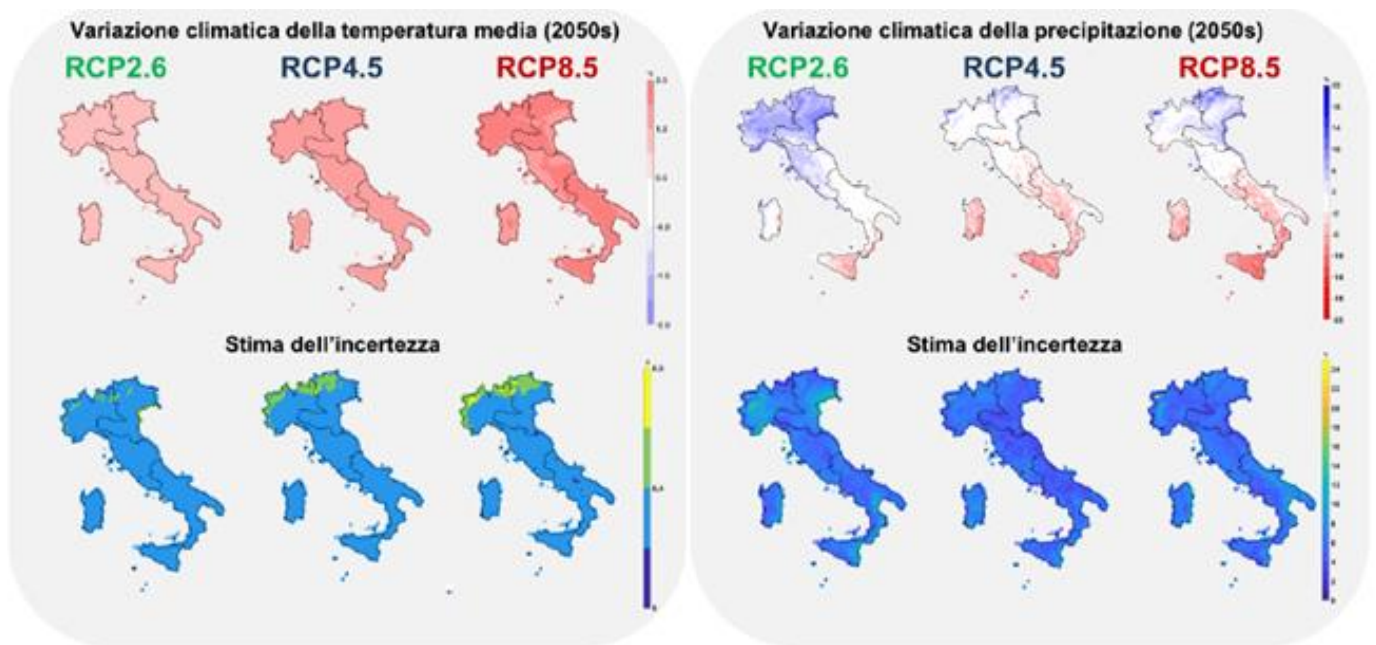 Variazione climatica della temperatura media (2050s)
RCP2.6 RCP4.5 RCP8.5
Stima dell'incertezza
Variazione climatica della precipitazione (2050s)
RCP2.6 RCP4.5 RCP8.5
Stima dell'incertezza